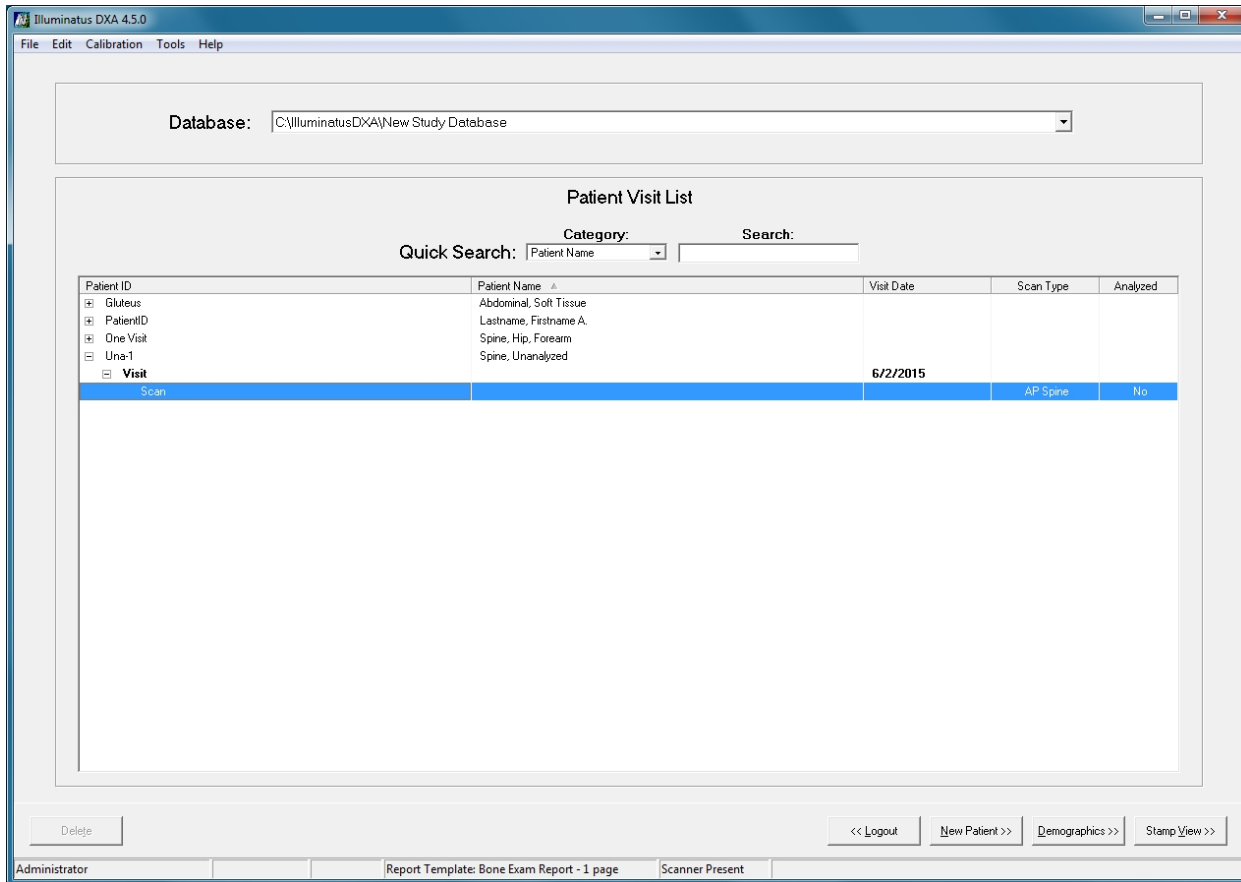 Illuminatus DXA 4.5.0
File Edit Calibration Tools Help
Database: C:\IlluminatusDXA\New Study Database
Patient Visit List
Category: Search:
Quick Search: Patient Name
Patient ID Patient Name Visit Date Scan Type Analyzed
Gluteus Abdominal, Soft Tissue
PatientID Lastname, Firstname A.
One Visit Spine, Hip, Forearm
Una-1 Spine, Unanalyzed
Visit 6/2/2015
Scan AP Spine No
Delete << Logout New Patient >> Demographics >> Stamp View >>
Administrator Report Template: Bone Exam Report - 1 page Scanner Present